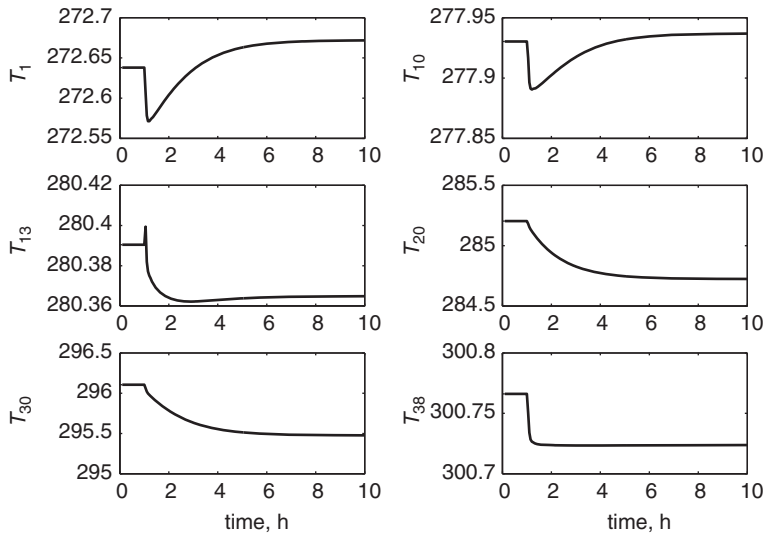 272.7
272.65
272.6
272.55
T1
0 2 4 6 8 10
277.95
277.9
277.85
T10
0 2 4 6 8 10
280.42
280.4
280.38
280.36
T13
0 2 4 6 8 10
285.5
285
284.5
T20
0 2 4 6 8 10
296.5
296
295.5
295
T30
0 2 4 6 8 10
time, h
300.8
300.75
300.7
T38
0 2 4 6 8 10
time, h